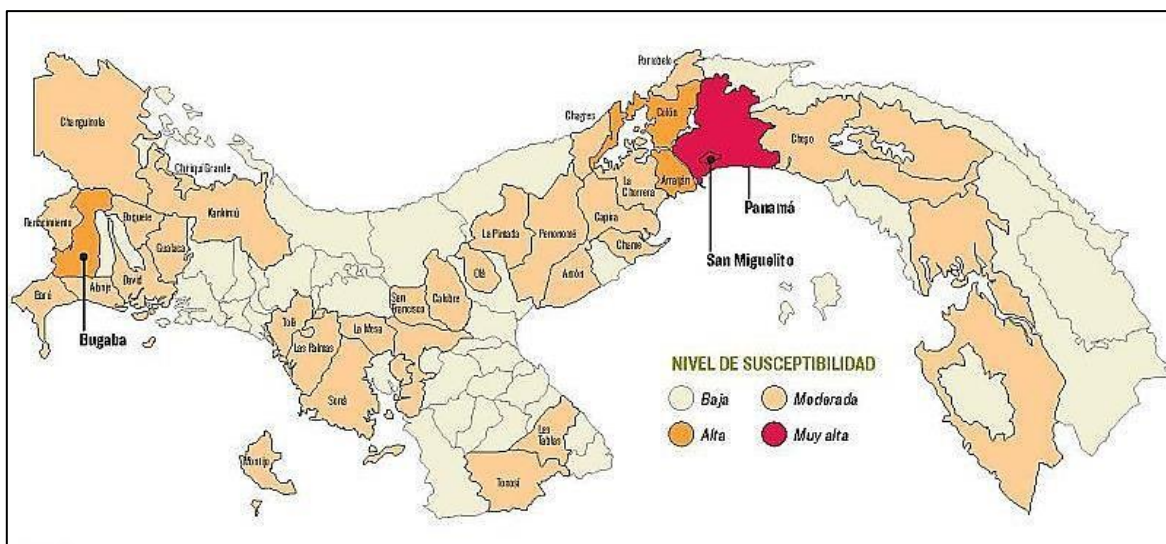 Portobelo
Changuinola
Chagres
Colón
Chepo
Chiriquí Grande
La Chorrera
Arraiján
Renacimiento
Boquete
Kankintú
Panamá
Gualaca
La Pintada
Penonomé
Capira
Chame
San Miguelito
Barú
Alanje
David
Olá
Antón
San Francisco
Calobre
Bugaba
Tolé
La Mesa
Las Palmas
NIVEL DE SUSCEPTIBILIDAD
Soná
Baja
Moderada
Las Tablas
Alta
Muy alta
Montijo
Tonosí